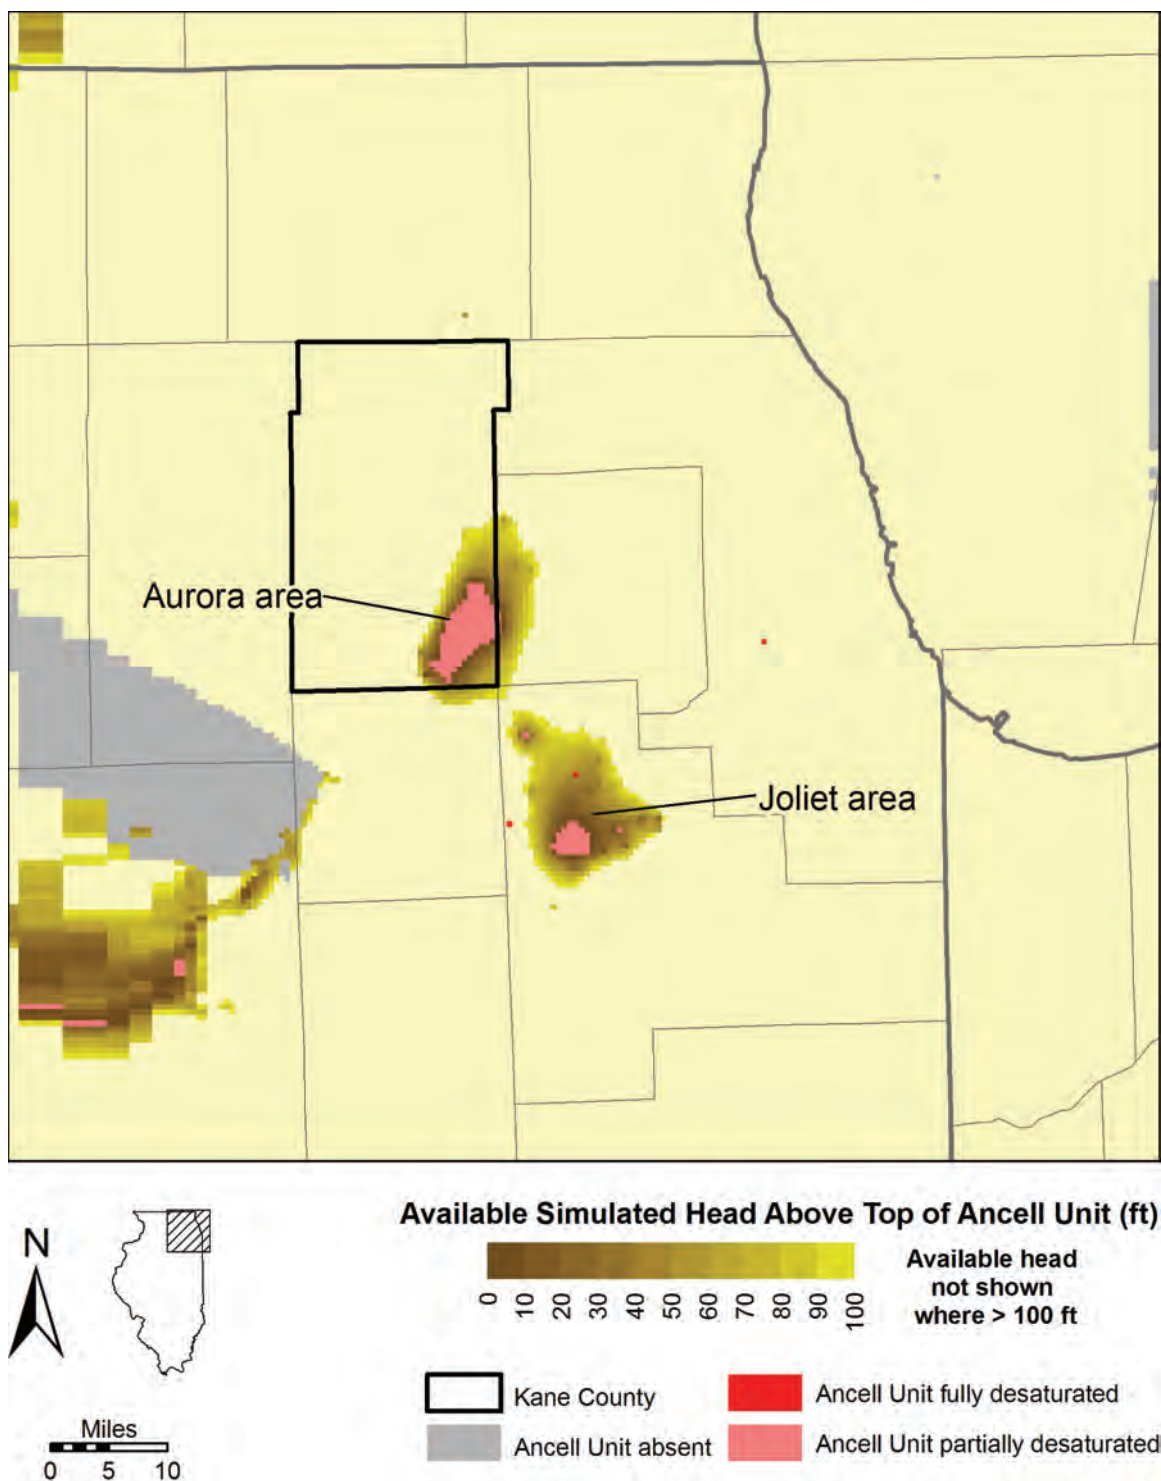 Aurora area
Joliet area
Available Simulated Head Above Top of Ancell Unit (ft)
0 10 20 30 40 50 60 70 80 90 100
Available head
not shown
where > 100 ft
N
Kane County
Ancell Unit fully desaturated
Ancell Unit absent
Ancell Unit partially desaturated
Miles
0 5 10